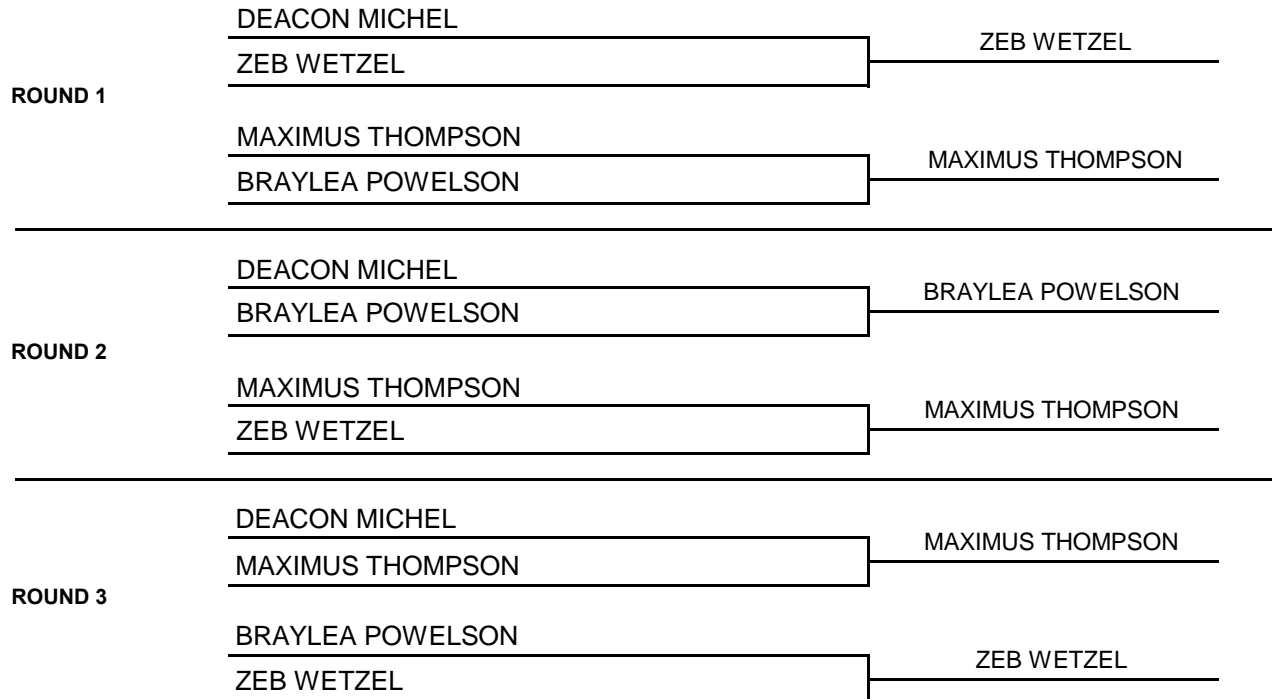 DEACON MICHEL
ZEB WETZEL
ZEB WETZEL
ROUND 1
MAXIMUS THOMPSON
MAXIMUS THOMPSON
BRAYLEA POWELSON
DEACON MICHEL
BRAYLEA POWELSON
BRAYLEA POWELSON
ROUND 2
MAXIMUS THOMPSON
MAXIMUS THOMPSON
ZEB WETZEL
DEACON MICHEL
MAXIMUS THOMPSON
MAXIMUS THOMPSON
ROUND 3
BRAYLEA POWELSON
ZEB WETZEL
ZEB WETZEL